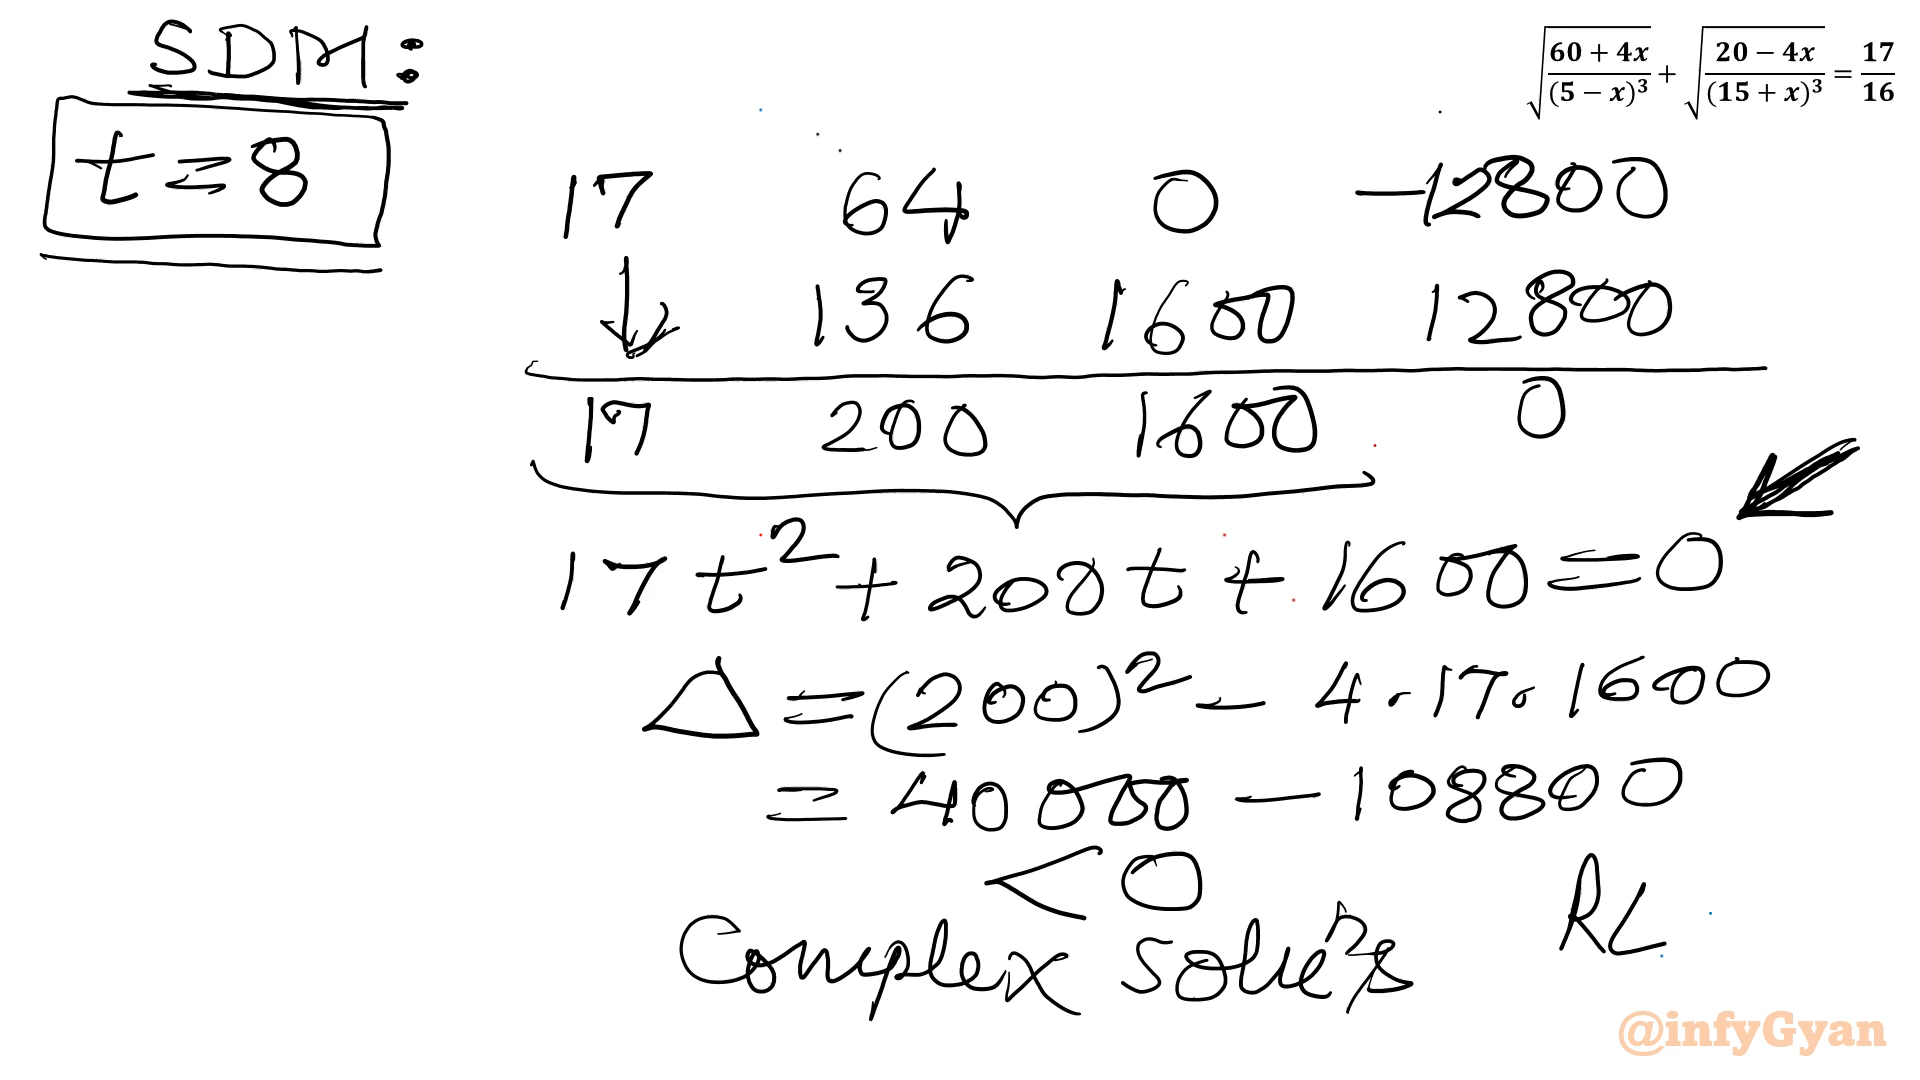 SDM:
t=8
√((60 + 4x)/(5 − x)³) + √((20 − 4x)/(15 + x)³) = 17/16
17 64 0 −12800
↓ 136 1600 12800
17 200 1600 0
17t² + 200t + 1600 = 0
Δ = (200)² − 4·17·1600
= 40000 − 108800
< 0
Complex solⁿs
RL
@infyGyan